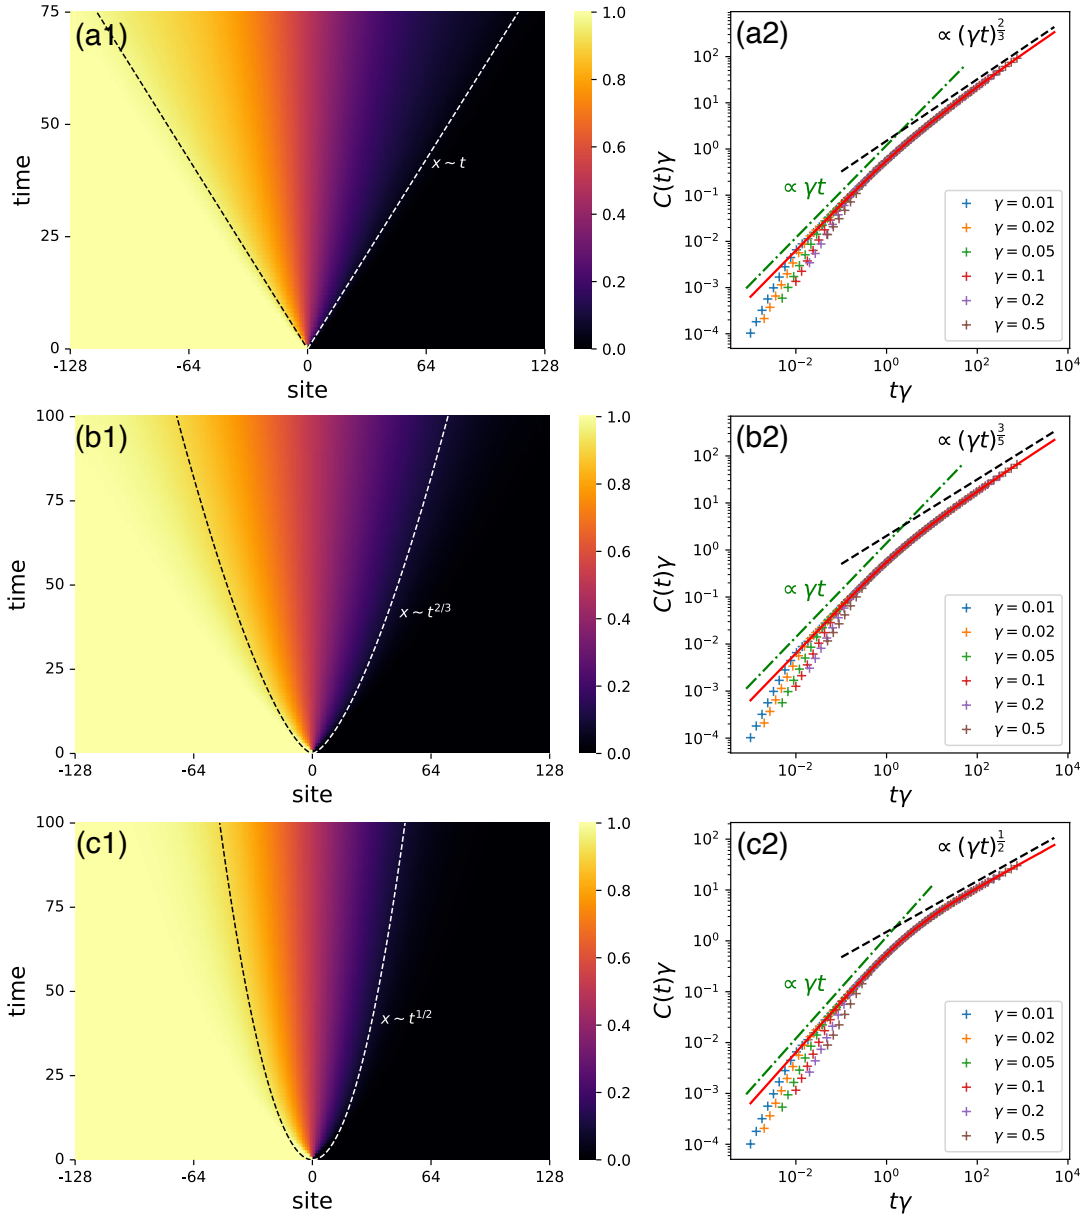 (a1)
time
75
50
25
0
-128
-64
0
64
128
site
x ~ t
1.0
0.8
0.6
0.4
0.2
0.0
(a2)
∝ (γt)^{2/3}
∝ γt
C(t)γ
10^2
10^1
10^0
10^{-1}
10^{-2}
10^{-3}
10^{-4}
γ = 0.01
γ = 0.02
γ = 0.05
γ = 0.1
γ = 0.2
γ = 0.5
10^{-2}
10^0
10^2
10^4
tγ
(b1)
time
100
75
50
25
0
-128
-64
0
64
128
site
x ~ t^{2/3}
1.0
0.8
0.6
0.4
0.2
0.0
(b2)
∝ (γt)^{3/5}
∝ γt
C(t)γ
10^2
10^1
10^0
10^{-1}
10^{-2}
10^{-3}
10^{-4}
γ = 0.01
γ = 0.02
γ = 0.05
γ = 0.1
γ = 0.2
γ = 0.5
10^{-2}
10^0
10^2
10^4
tγ
(c1)
time
100
75
50
25
0
-128
-64
0
64
128
site
x ~ t^{1/2}
1.0
0.8
0.6
0.4
0.2
0.0
(c2)
∝ (γt)^{1/2}
∝ γt
C(t)γ
10^2
10^1
10^0
10^{-1}
10^{-2}
10^{-3}
10^{-4}
γ = 0.01
γ = 0.02
γ = 0.05
γ = 0.1
γ = 0.2
γ = 0.5
10^{-2}
10^0
10^2
10^4
tγ